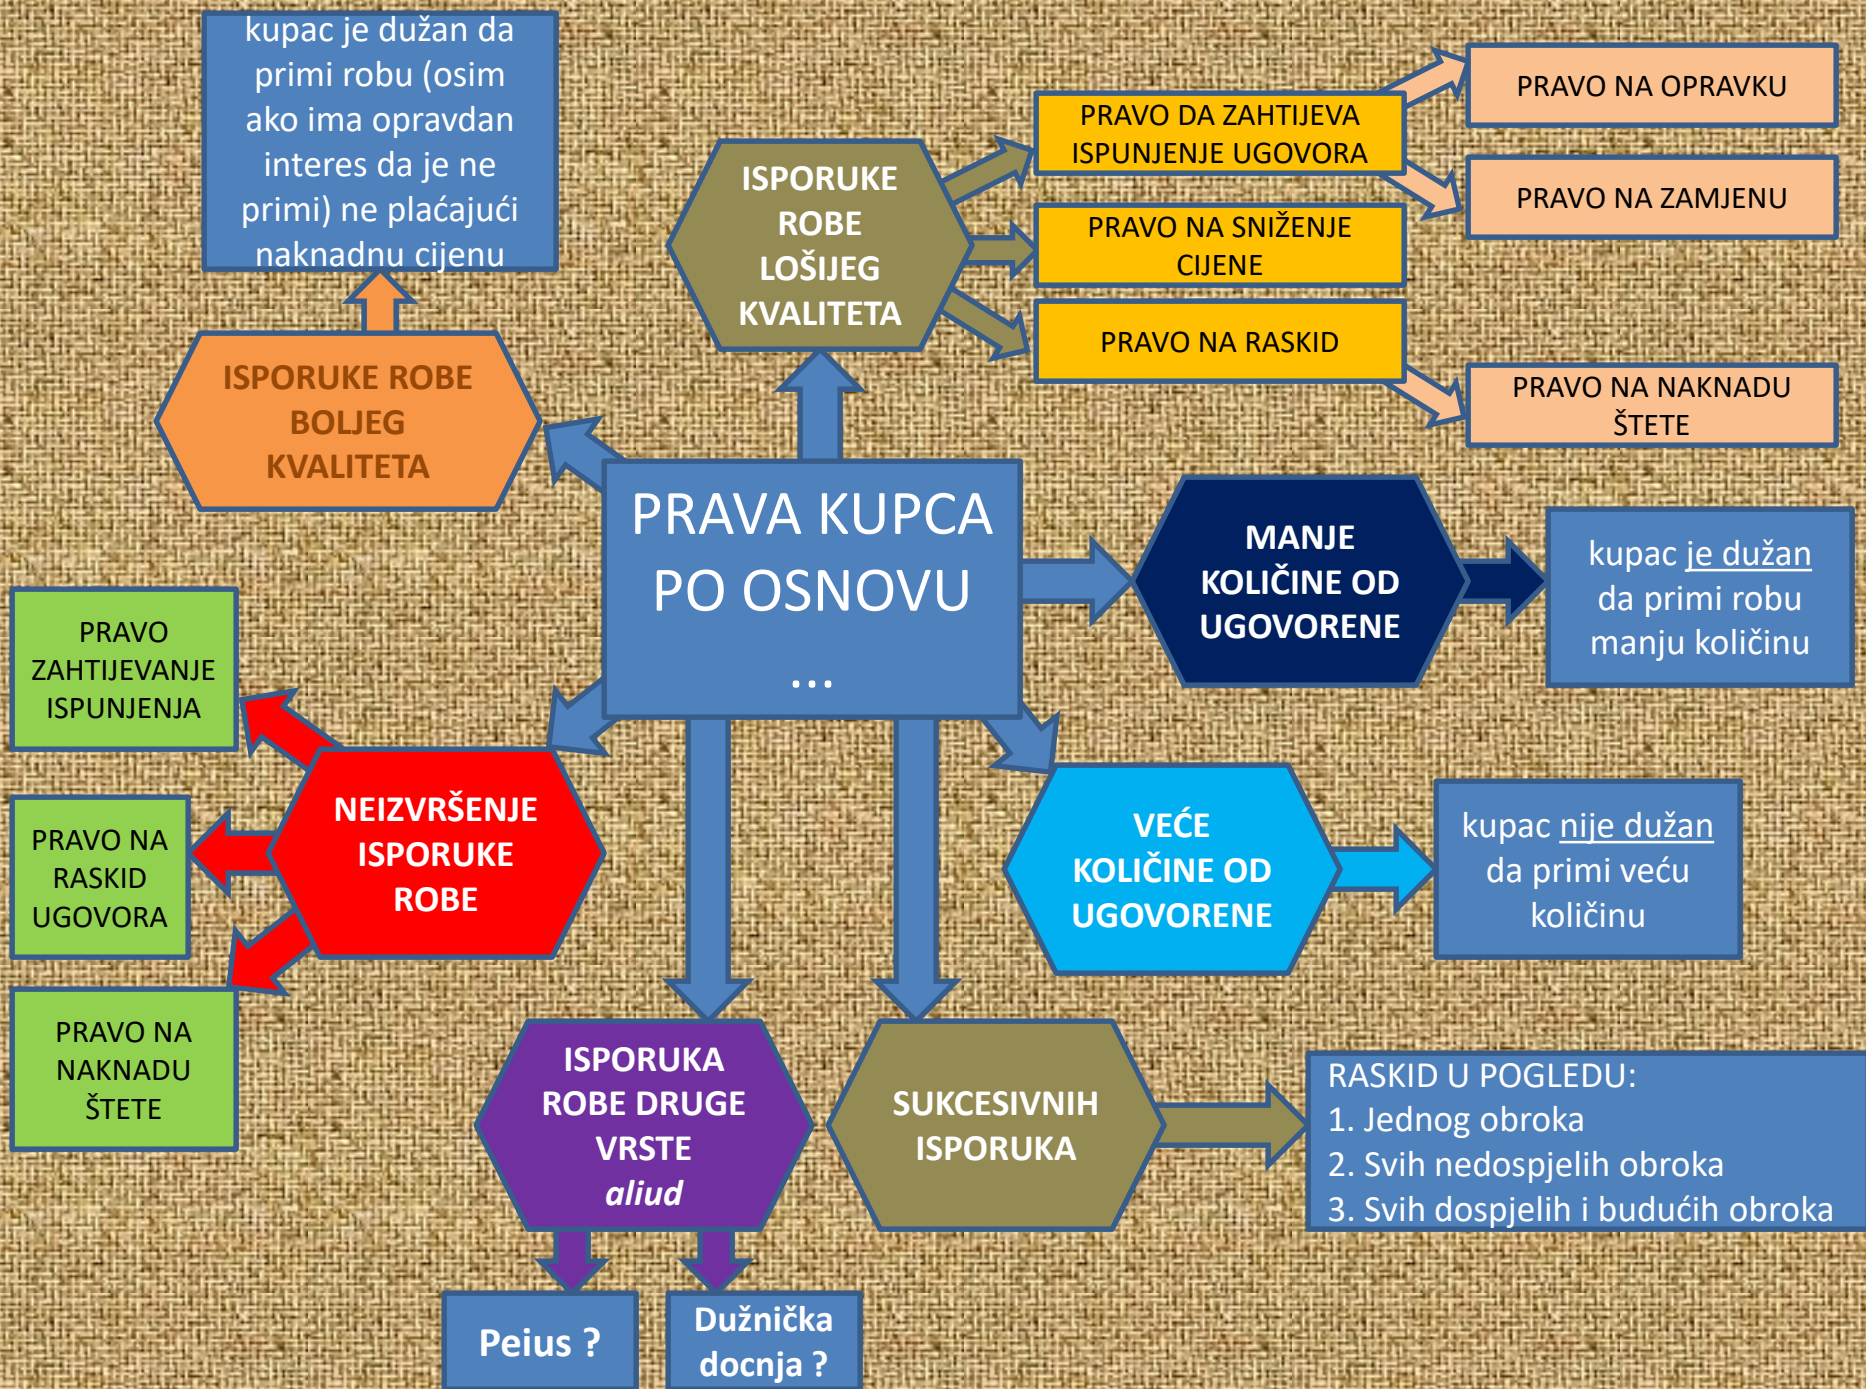 kupac je dužan da
primi robu (osim
ako ima opravdan
interes da je ne
primi) ne plaćajući
naknadnu cijenu
ISPORUKE ROBE
BOLJEG
KVALITETA
ISPORUKE
ROBE
LOŠIJEG
KVALITETA
PRAVO DA ZAHTIJEVA
ISPUNJENJE UGOVORA
PRAVO NA OPRAVKU
PRAVO NA ZAMJENU
PRAVO NA SNIŽENJE
CIJENE
PRAVO NA RASKID
PRAVO NA NAKNADU
ŠTETE
PRAVA KUPCA
PO OSNOVU
...
MANJE
KOLIČINE OD
UGOVORENE
kupac je dužan
da primi robu
manju količinu
PRAVO
ZAHTIJEVANJE
ISPUNJENJA
PRAVO NA
RASKID
UGOVORA
PRAVO NA
NAKNADU
ŠTETE
NEIZVRŠENJE
ISPORUKE
ROBE
VEĆE
KOLIČINE OD
UGOVORENE
kupac nije dužan
da primi veću
količinu
ISPORUKA
ROBE DRUGE
VRSTE
aliud
SUKCESIVNIH
ISPORUKA
RASKID U POGLEDU:
1. Jednog obroka
2. Svih nedospjelih obroka
3. Svih dospjelih i budućih obroka
Peius ?
Dužnička
docnja ?